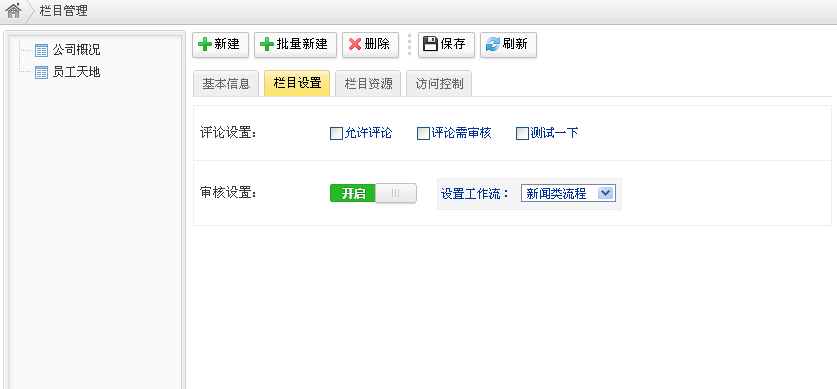 栏目管理
公司概况
员工天地
新建 批量新建 删除 保存 刷新
基本信息 栏目设置 栏目资源 访问控制
评论设置： 允许评论 评论需审核 测试一下
审核设置： 开启 设置工作流： 新闻类流程